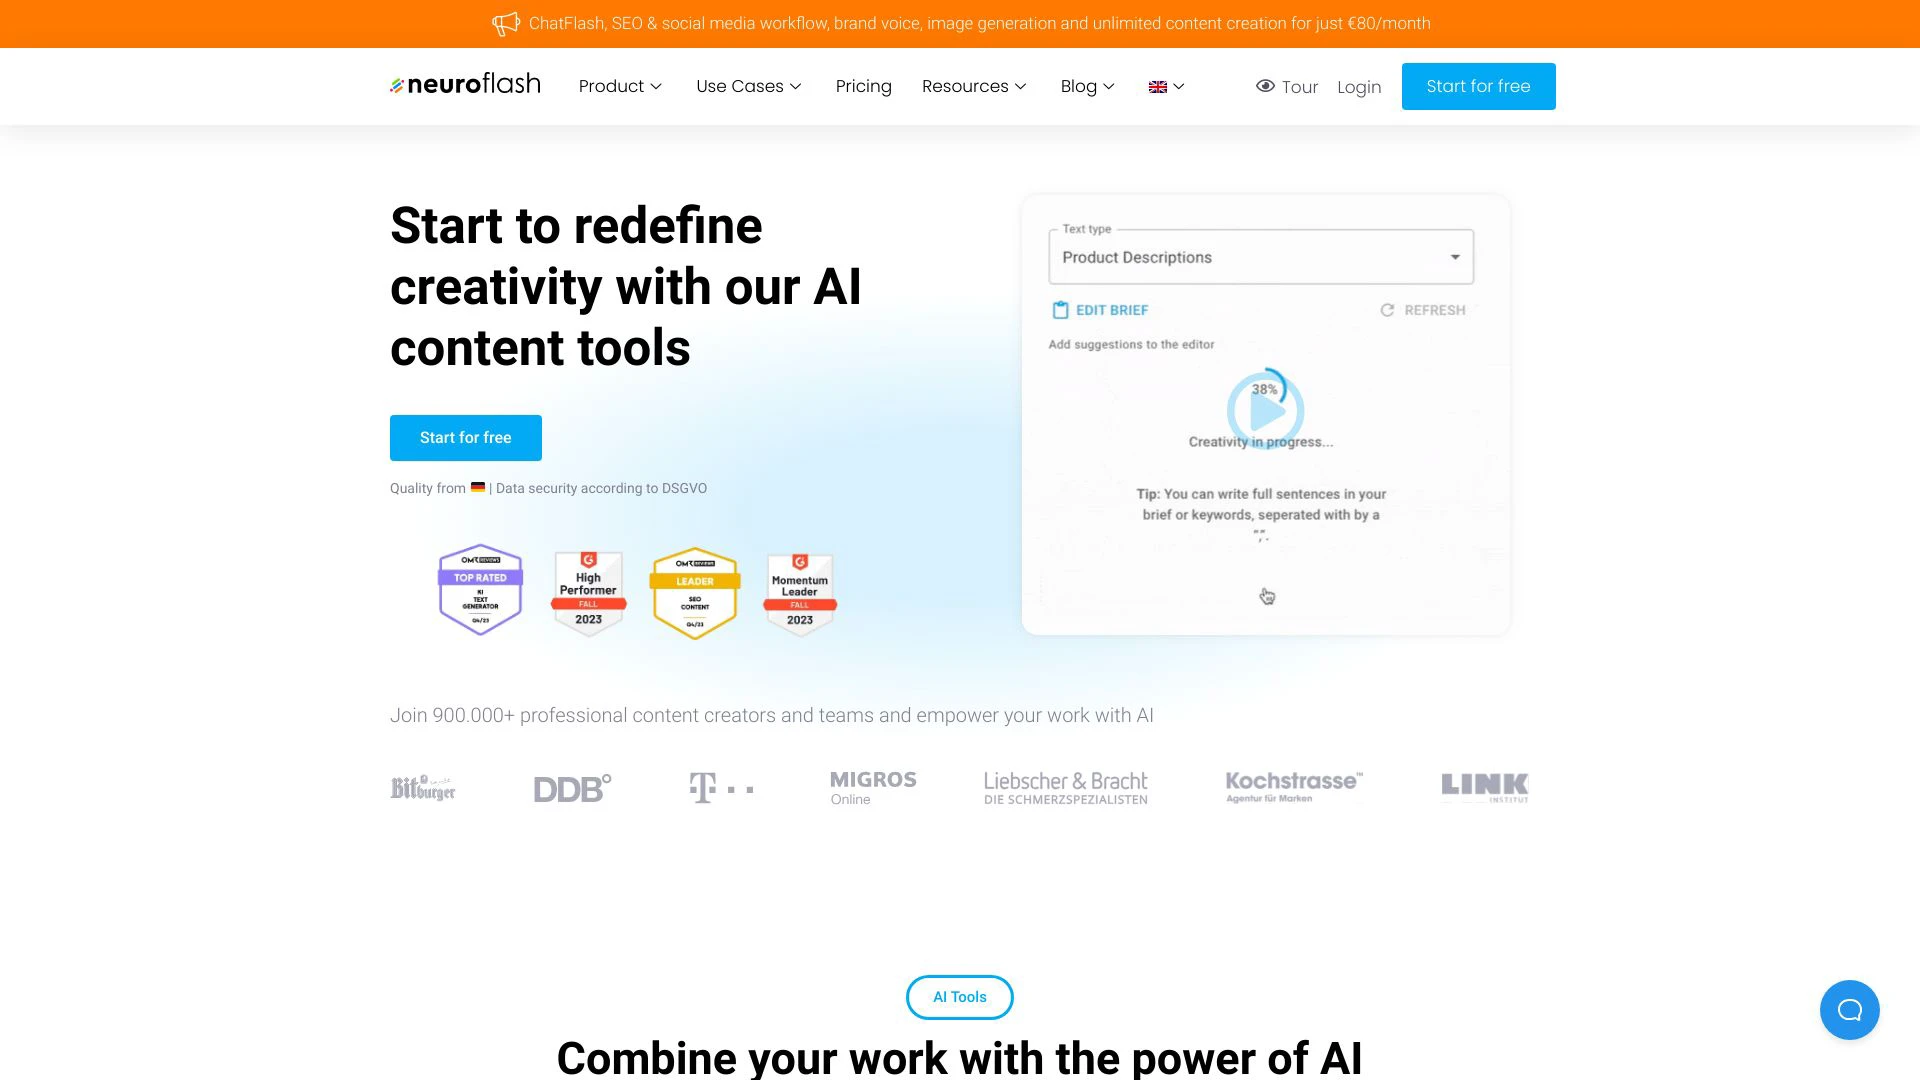 ChatFlash, SEO & social media workflow, brand voice, image generation and unlimited content creation for just €80/month
neuroflash
Product
Use Cases
Pricing
Resources
Blog
Tour
Login
Start for free
Start to redefine
creativity with our AI
content tools
Start for free
Quality from | Data security according to DSGVO
OMR REVIEWS
TOP RATED
KI
TEXT
GENERATOR
Q4/23
High
Performer
FALL
2023
OMR REVIEWS
LEADER
SEO
CONTENT
Q4/23
Momentum
Leader
FALL
2023
Text type
Product Descriptions
EDIT BRIEF
REFRESH
Add suggestions to the editor
38%
Creativity in progress...
Tip: You can write full sentences in your
brief or keywords, seperated with by a
",".
Join 900.000+ professional content creators and teams and empower your work with AI
Bitburger
DDB°
T
MIGROS
Online
Liebscher & Bracht
DIE SCHMERZSPEZIALISTEN
Kochstrasse™
Agentur für Marken
LINK
INSTITUT
AI Tools
Combine your work with the power of AI